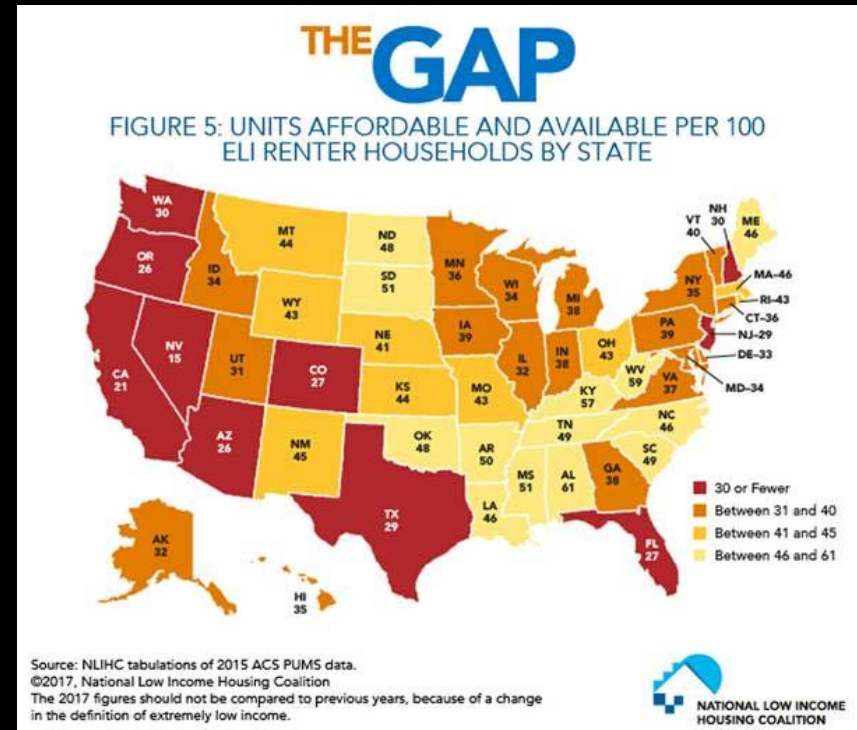 THE GAP
FIGURE 5: UNITS AFFORDABLE AND AVAILABLE PER 100
ELI RENTER HOUSEHOLDS BY STATE
WA
30
OR
26
CA
21
NV
15
ID
34
MT
44
WY
43
UT
31
AZ
26
CO
27
NM
45
ND
48
SD
51
NE
41
KS
44
OK
48
TX
29
MN
36
IA
39
MO
43
AR
50
LA
46
WI
34
IL
32
MI
38
IN
38
OH
43
KY
57
TN
49
MS
51
AL
61
GA
38
FL
27
SC
49
NC
46
VA
37
WV
59
PA
39
NY
35
VT
40
NH
30
ME
46
MA-46
RI-43
CT-36
NJ-29
DE-33
MD-34
AK
32
HI
35
30 or Fewer
Between 31 and 40
Between 41 and 45
Between 46 and 61
Source: NLIHC tabulations of 2015 ACS PUMS data.
©2017, National Low Income Housing Coalition
The 2017 figures should not be compared to previous years, because of a change
in the definition of extremely low income.
NATIONAL LOW INCOME
HOUSING COALITION